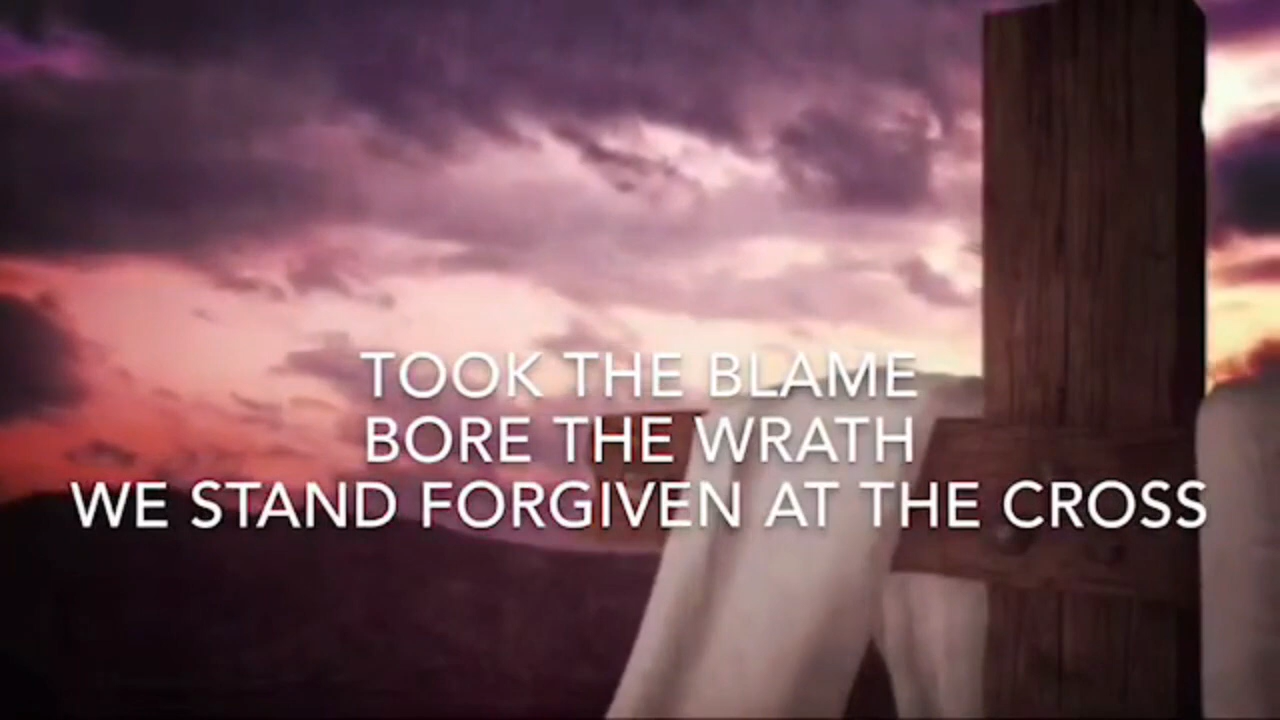 TOOK THE BLAME
BORE THE WRATH
WE STAND FORGIVEN AT THE CROSS